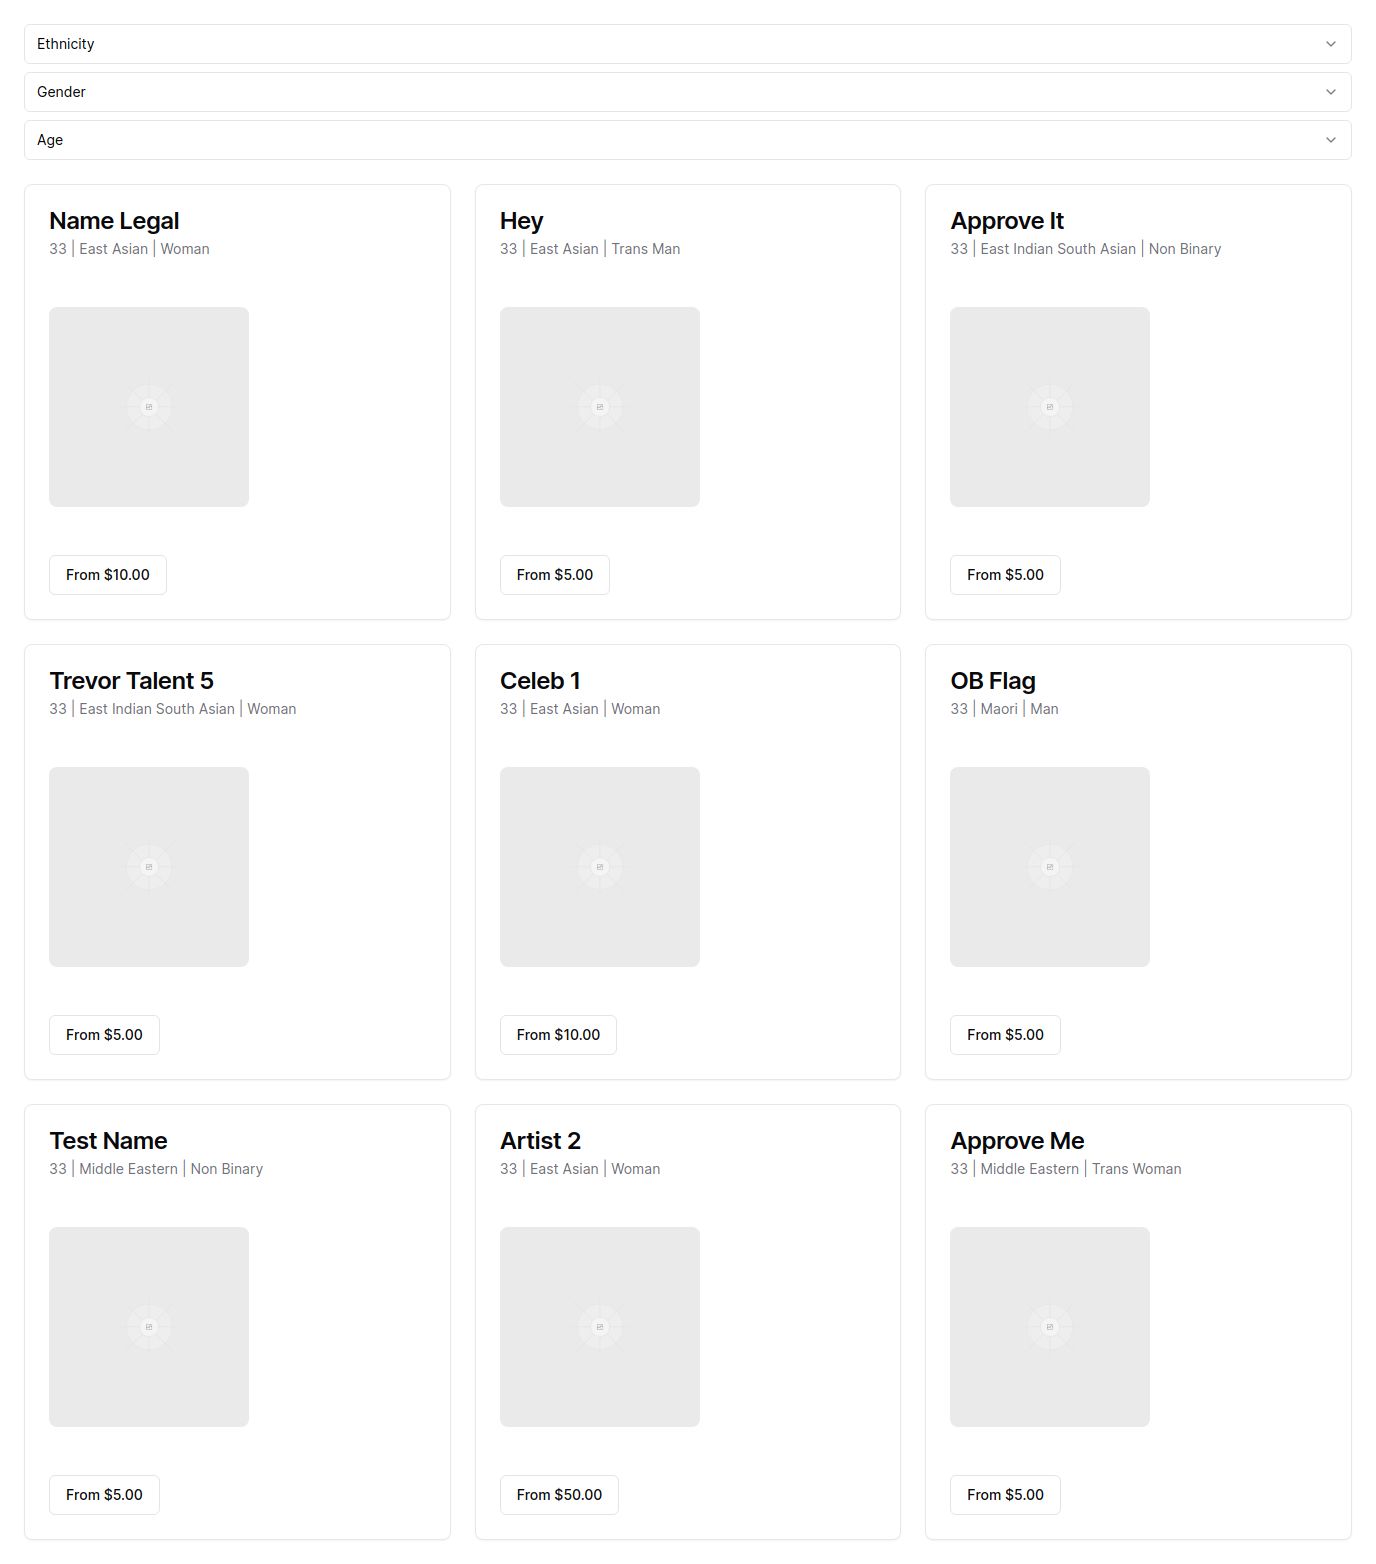 Ethnicity
Gender
Age
Name Legal
33 | East Asian | Woman
From $10.00
Hey
33 | East Asian | Trans Man
From $5.00
Approve It
33 | East Indian South Asian | Non Binary
From $5.00
Trevor Talent 5
33 | East Indian South Asian | Woman
From $5.00
Celeb 1
33 | East Asian | Woman
From $10.00
OB Flag
33 | Maori | Man
From $5.00
Test Name
33 | Middle Eastern | Non Binary
From $5.00
Artist 2
33 | East Asian | Woman
From $50.00
Approve Me
33 | Middle Eastern | Trans Woman
From $5.00